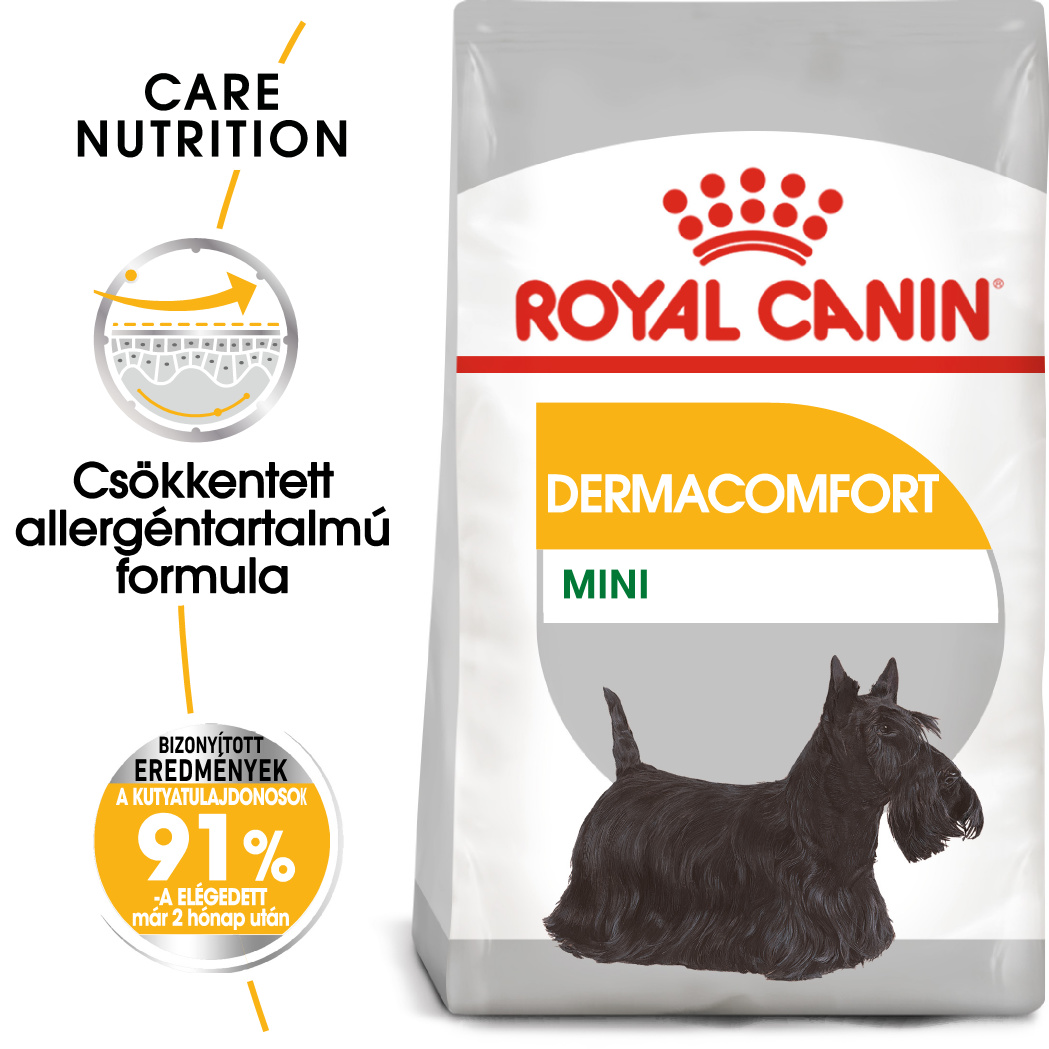 CARE
NUTRITION
Csökkentett
allergéntartalmú
formula
BIZONYÍTOTT
EREDMÉNYEK
A KUTYATULAJDONOSOK
91%
-A ELÉGEDETT
már 2 hónap után
ROYAL CANIN®
DERMACOMFORT
MINI